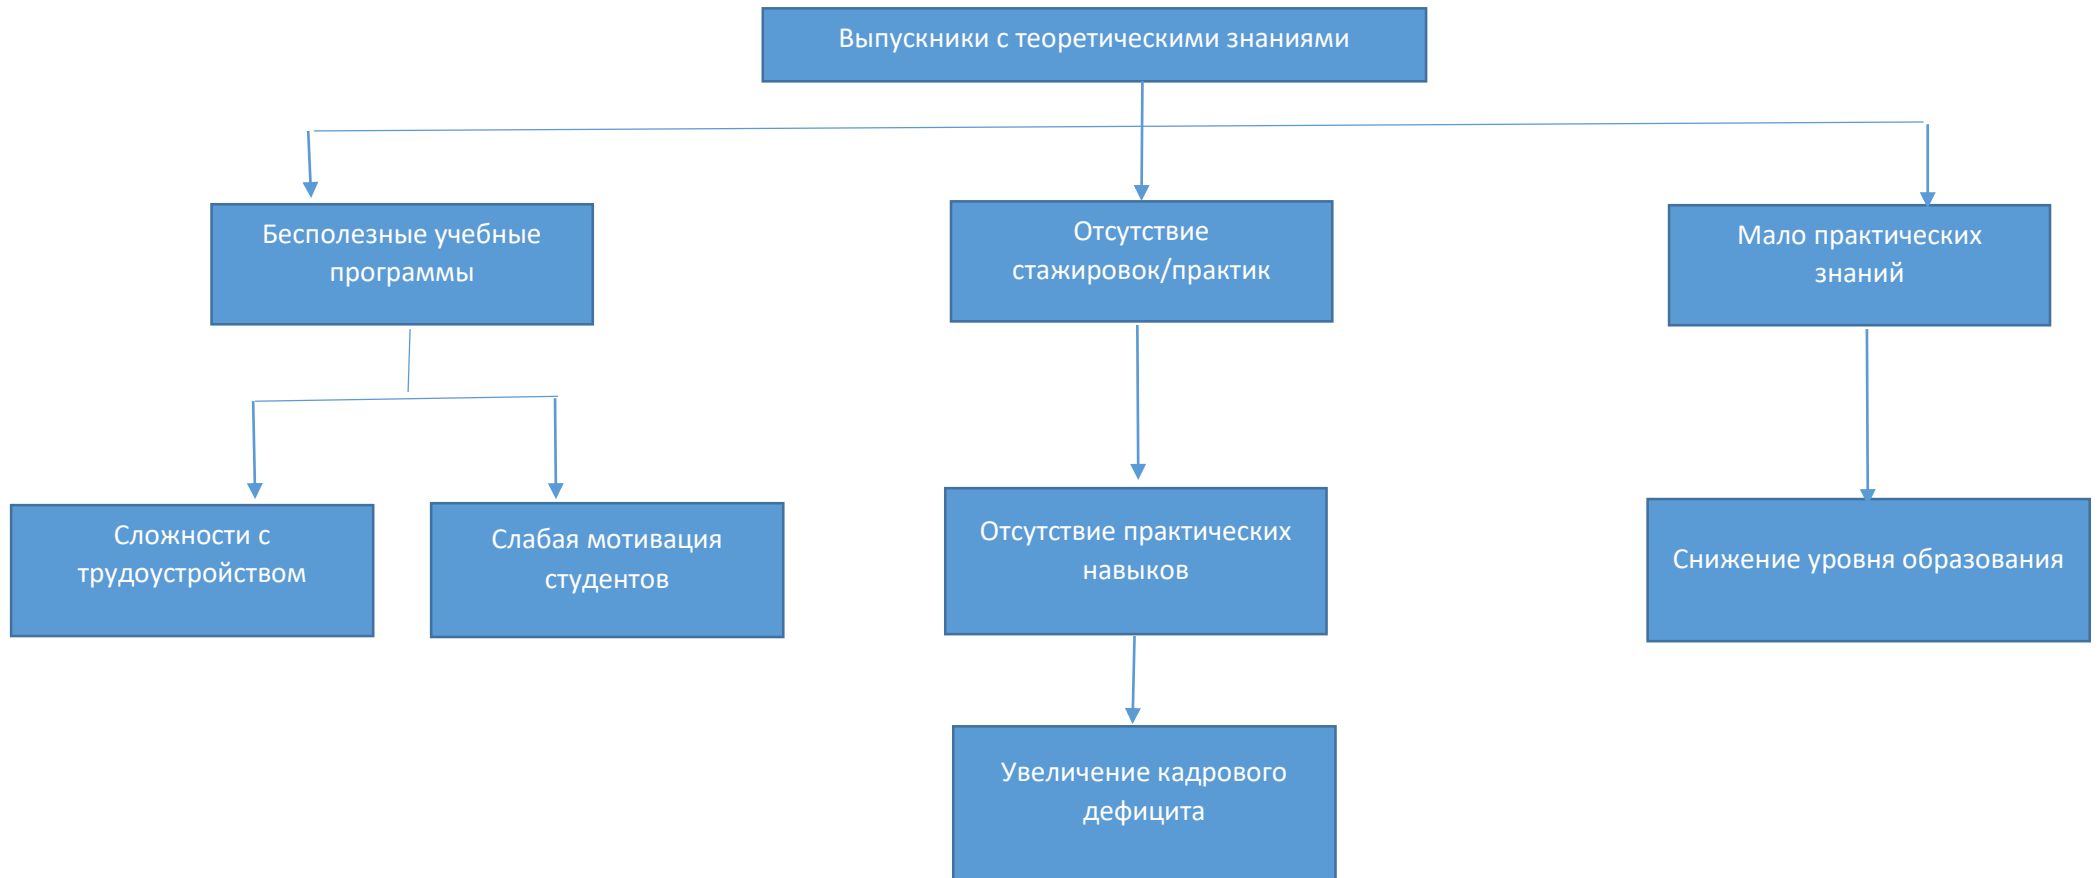 Выпускники с теоретическими знаниями
Бесполезные учебные
программы
Отсутствие
стажировок/практик
Мало практических
знаний
Сложности с
трудоустройством
Слабая мотивация
студентов
Отсутствие практических
навыков
Снижение уровня образования
Увеличение кадрового
дефицита